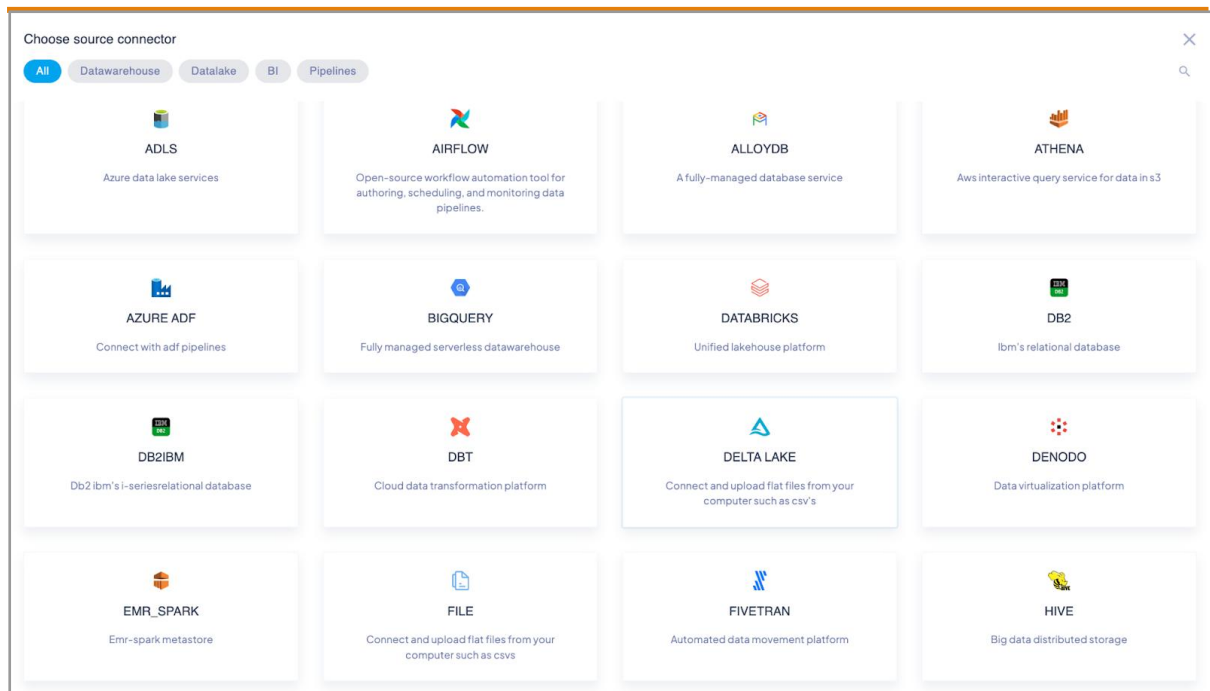 Choose source connector
All Datawarehouse Datalake BI Pipelines
ADLS
Azure data lake services
AIRFLOW
Open-source workflow automation tool for
authoring, scheduling, and monitoring data
pipelines.
ALLOYDB
A fully-managed database service
ATHENA
Aws interactive query service for data in s3
AZURE ADF
Connect with adf pipelines
BIGQUERY
Fully managed serverless datawarehouse
DATABRICKS
Unified lakehouse platform
IBM
DB2
DB2
Ibm's relational database
IBM
DB2
DB2IBM
Db2 ibm's i-seriesrelational database
DBT
Cloud data transformation platform
DELTA LAKE
Connect and upload flat files from your
computer such as csv's
DENODO
Data virtualization platform
EMR_SPARK
Emr-spark metastore
FILE
Connect and upload flat files from your
computer such as csvs
FIVETRAN
Automated data movement platform
HIVE
HIVE
Big data distributed storage